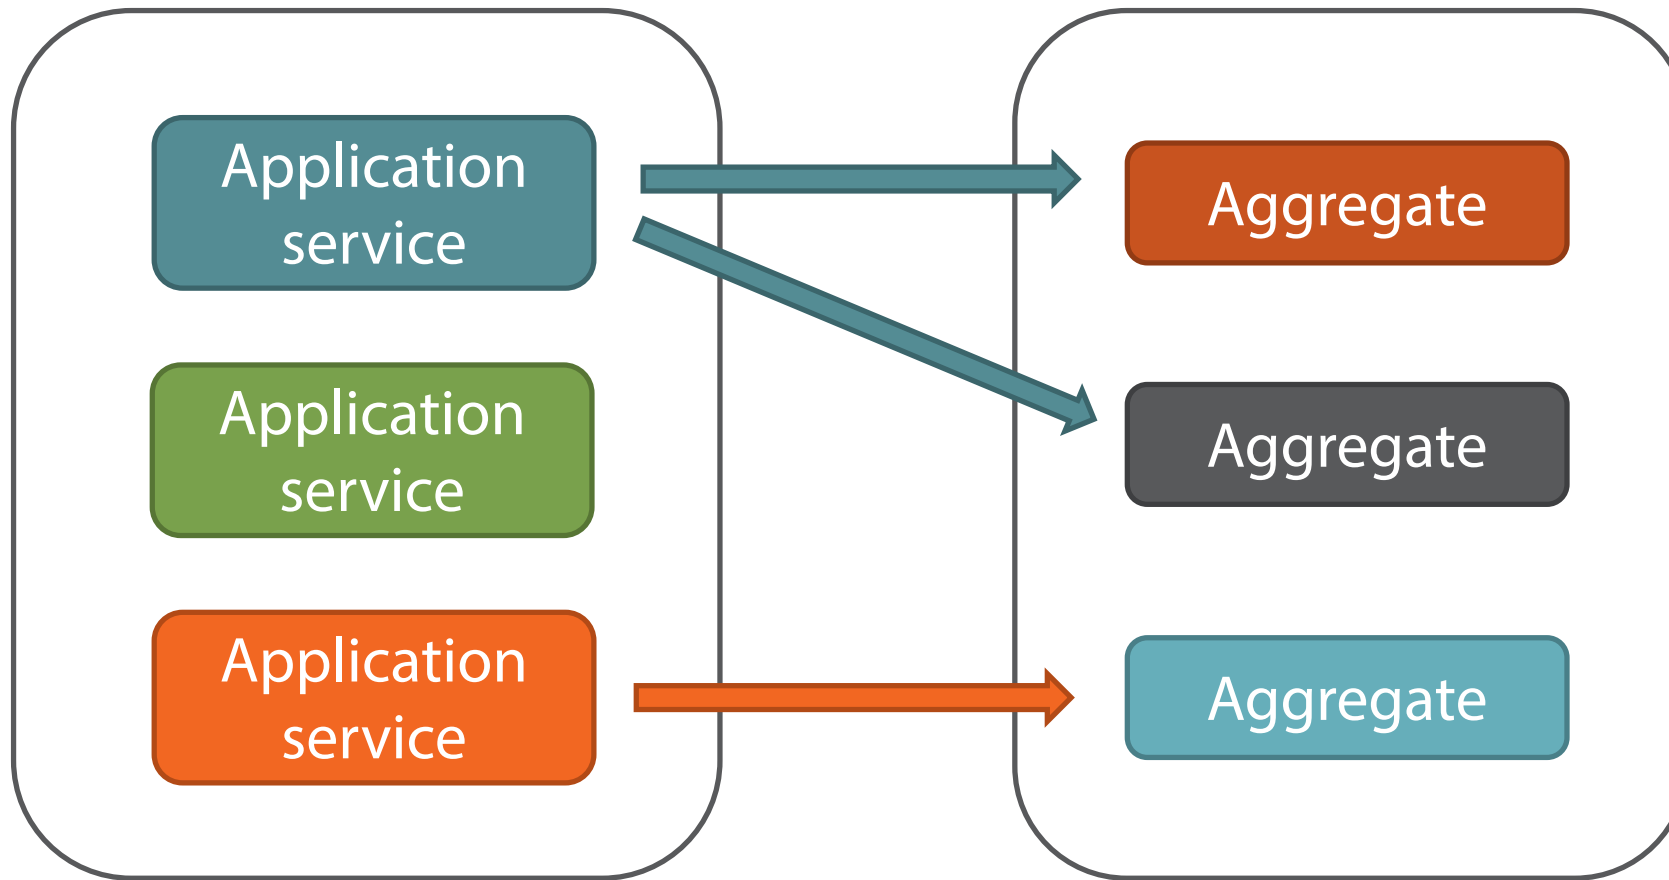 Application
service
Aggregate
Application
service
Aggregate
Application
service
Aggregate